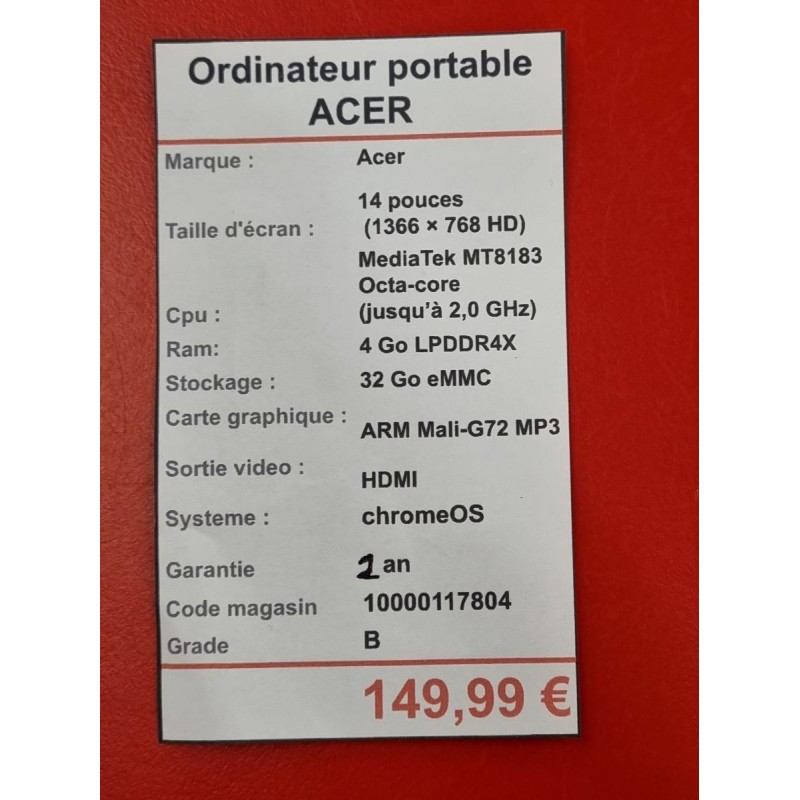 Ordinateur portable
ACER
Marque : Acer
14 pouces
Taille d'écran : (1366 × 768 HD)
MediaTek MT8183
Octa-core
Cpu : (jusqu'à 2,0 GHz)
Ram: 4 Go LPDDR4X
Stockage : 32 Go eMMC
Carte graphique : ARM Mali-G72 MP3
Sortie video : HDMI
Systeme : chromeOS
Garantie 2 an
Code magasin 10000117804
Grade B
149,99 €